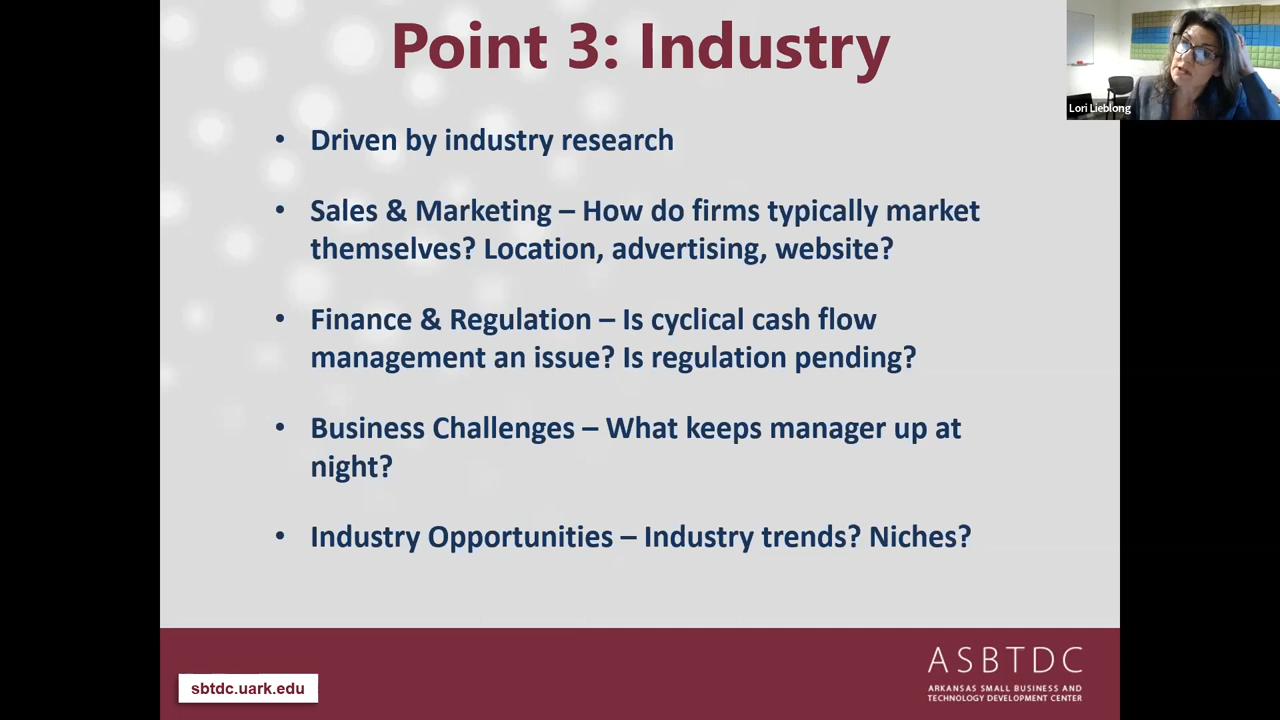 Point 3: Industry
Lori Lieblong
• Driven by industry research
• Sales & Marketing – How do firms typically market
themselves? Location, advertising, website?
• Finance & Regulation – Is cyclical cash flow
management an issue? Is regulation pending?
• Business Challenges – What keeps manager up at
night?
• Industry Opportunities – Industry trends? Niches?
sbtdc.uark.edu
ASBTDC
ARKANSAS SMALL BUSINESS AND
TECHNOLOGY DEVELOPMENT CENTER